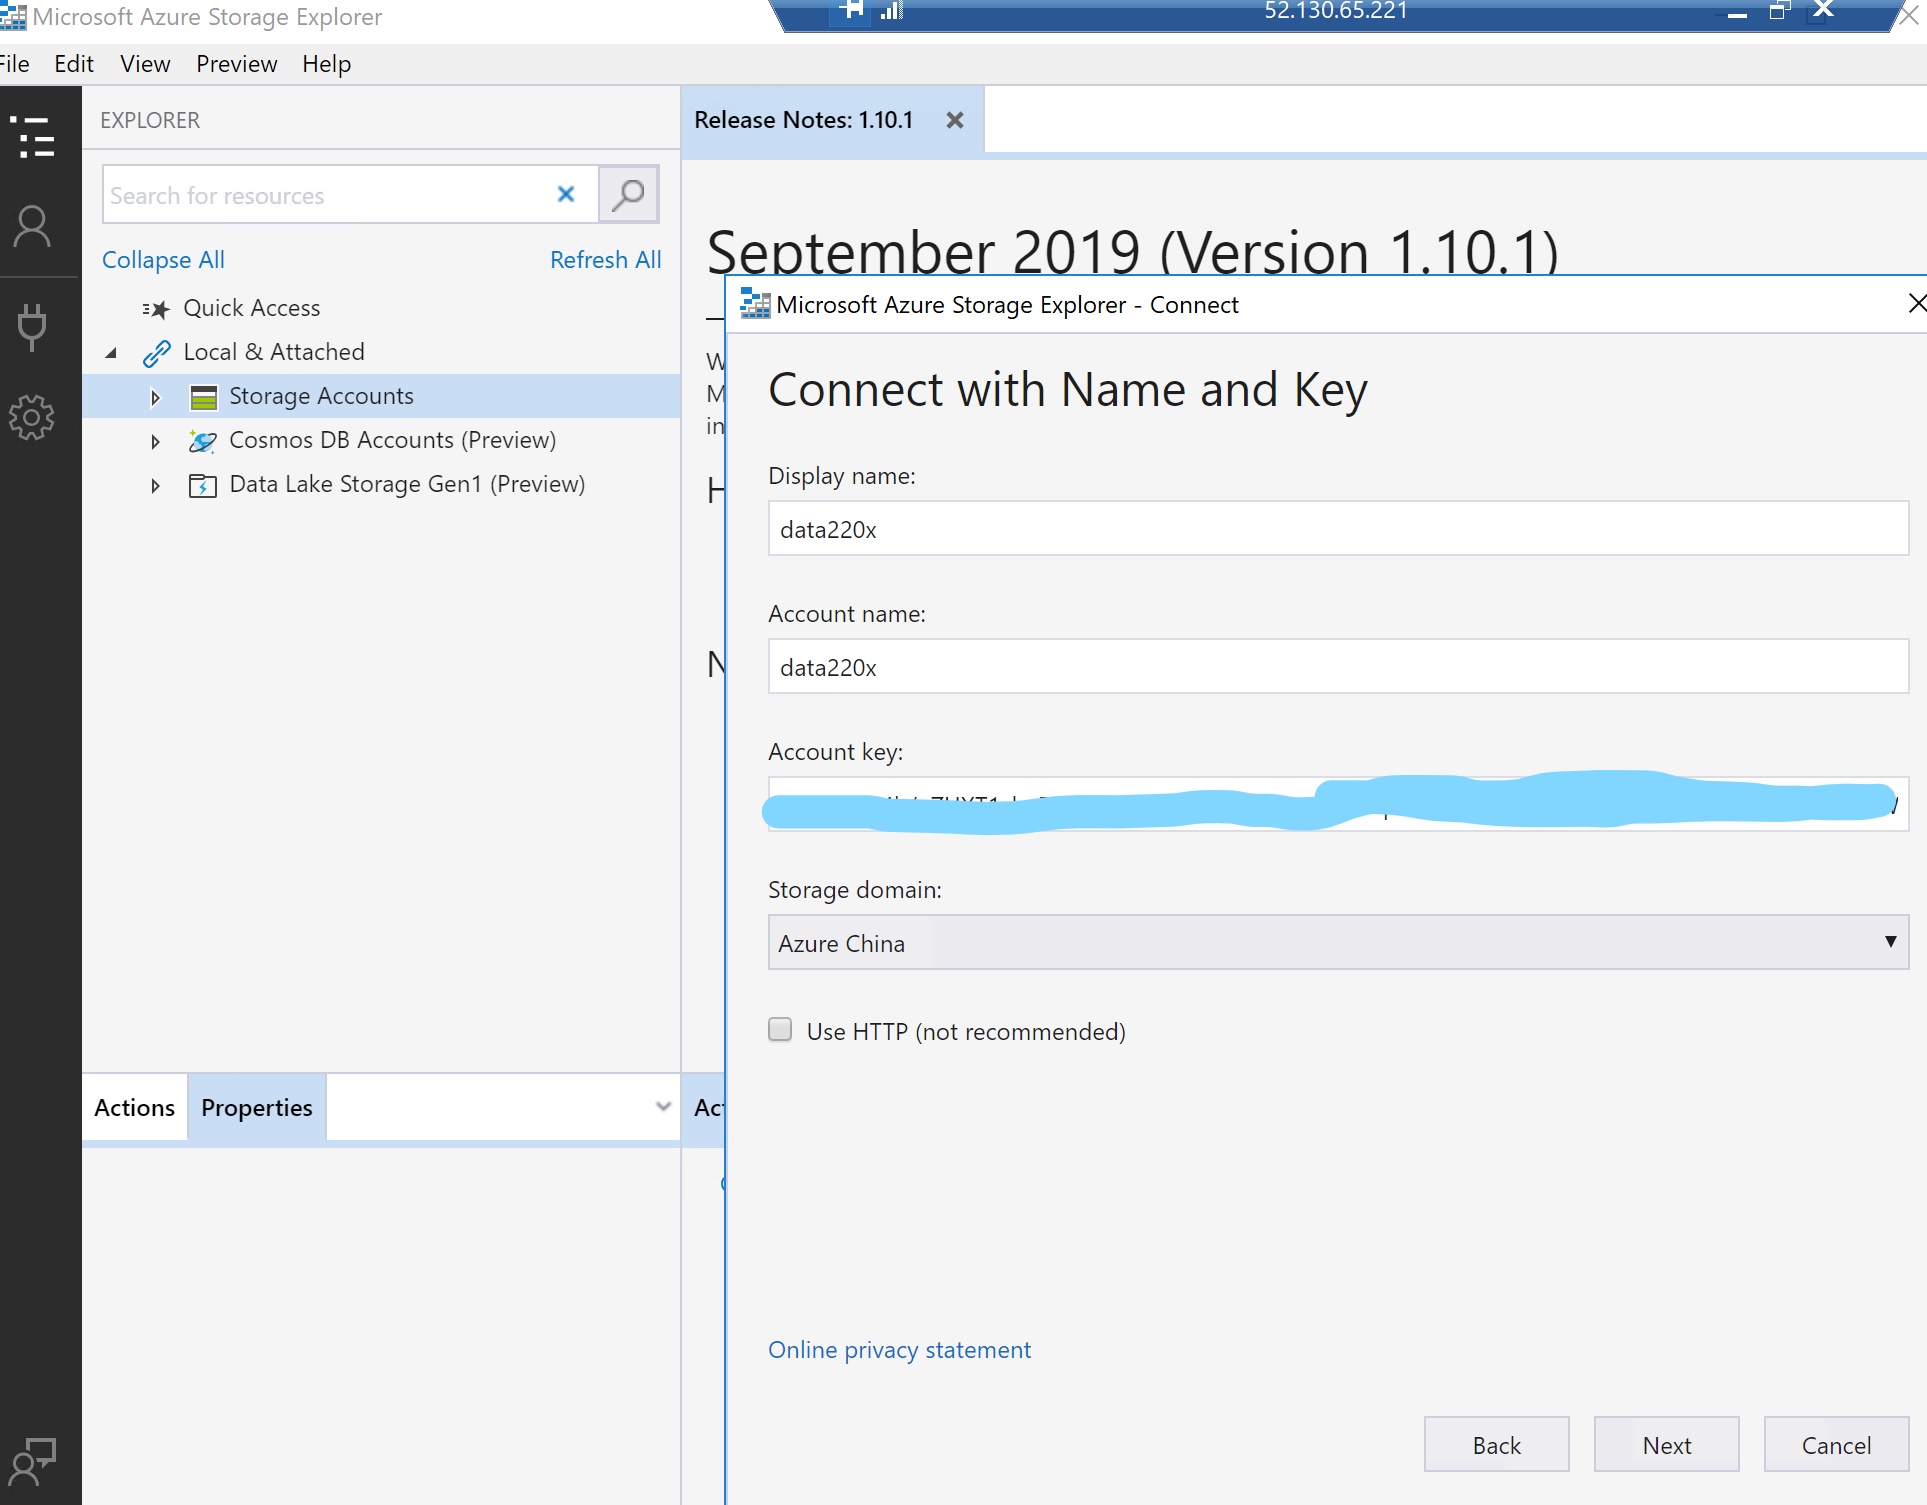 Microsoft Azure Storage Explorer
52.130.65.221
File Edit View Preview Help
EXPLORER
Release Notes: 1.10.1
Search for resources
Collapse All
Refresh All
Quick Access
Local & Attached
Storage Accounts
Cosmos DB Accounts (Preview)
Data Lake Storage Gen1 (Preview)
September 2019 (Version 1.10.1)
Microsoft Azure Storage Explorer - Connect
Connect with Name and Key
Display name:
data220x
Account name:
data220x
Account key:
Storage domain:
Azure China
Use HTTP (not recommended)
Online privacy statement
Back
Next
Cancel
Actions
Properties